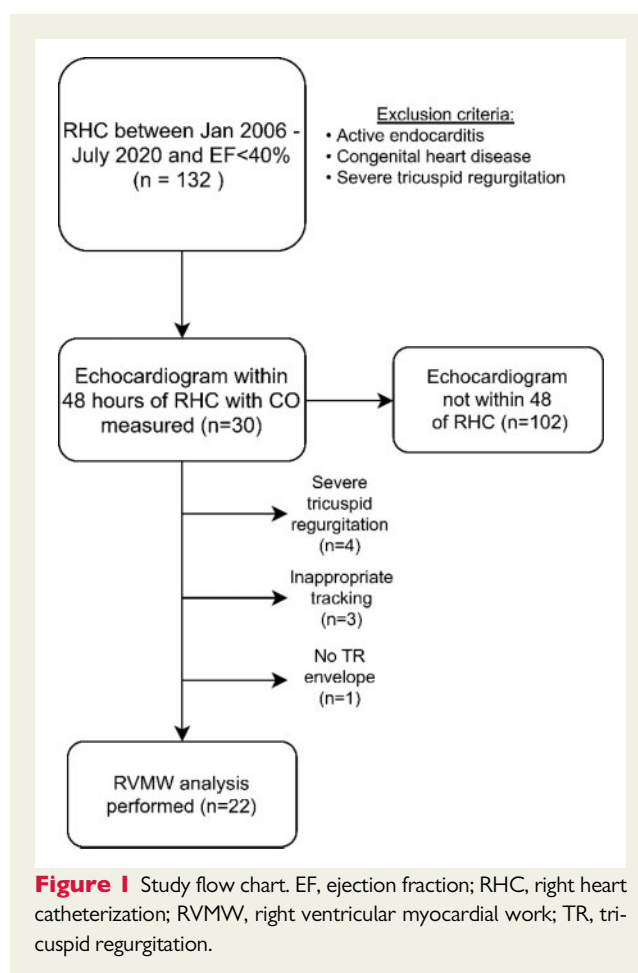 RHC between Jan 2006 -
July 2020 and EF<40%
(n = 132 )
Exclusion criteria:
• Active endocarditis
• Congenital heart disease
• Severe tricuspid regurgitation
Echocardiogram within
48 hours of RHC with CO
measured (n=30)
Echocardiogram
not within 48
of RHC (n=102)
Severe
tricuspid
regurgitation
(n=4)
Inappropriate
tracking
(n=3)
No TR
envelope
(n=1)
RVMW analysis
performed (n=22)
Figure 1 Study flow chart. EF, ejection fraction; RHC, right heart
catheterization; RVMW, right ventricular myocardial work; TR, tri-
cuspid regurgitation.